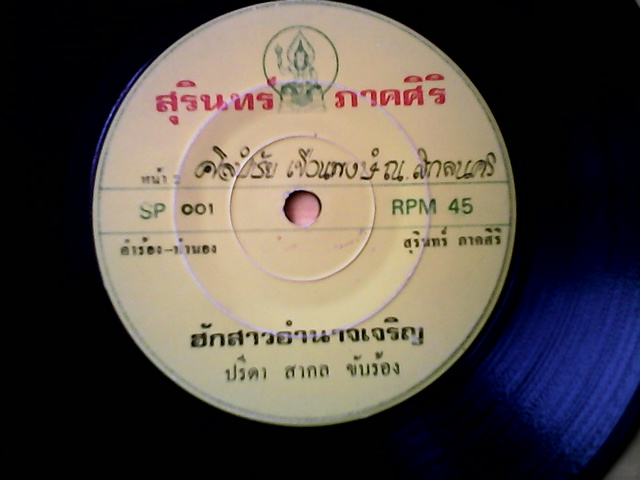 สุรินทร์ ภาคศิริ
หน้า
SP 001 RPM 45
คำร้อง-ทำนอง สุรินทร์ ภาคศิริ
ฮักสาวอำนาจเจริญ
ปรีดา สากล ขับร้อง